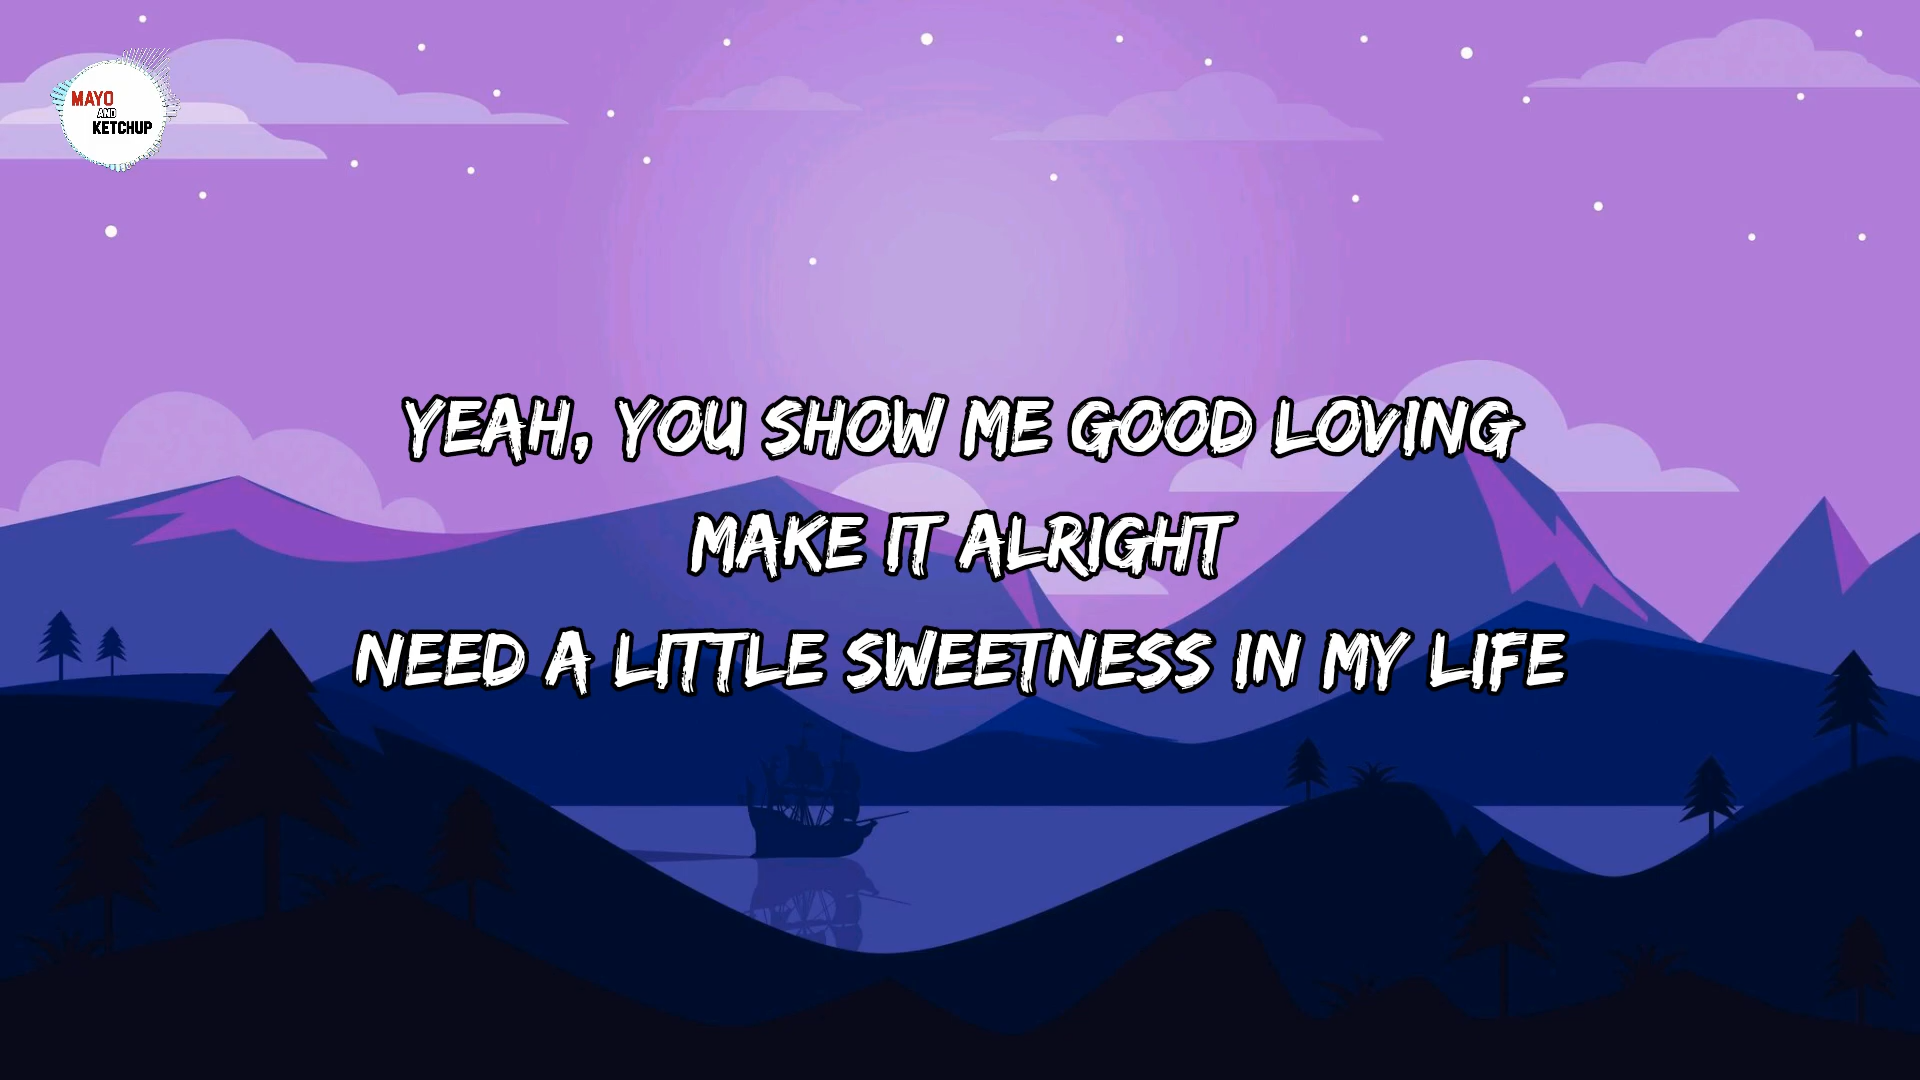 MAYO
AND
KETCHUP
YEAH, YOU SHOW ME GOOD LOVING
MAKE IT ALRIGHT
NEED A LITTLE SWEETNESS IN MY LIFE